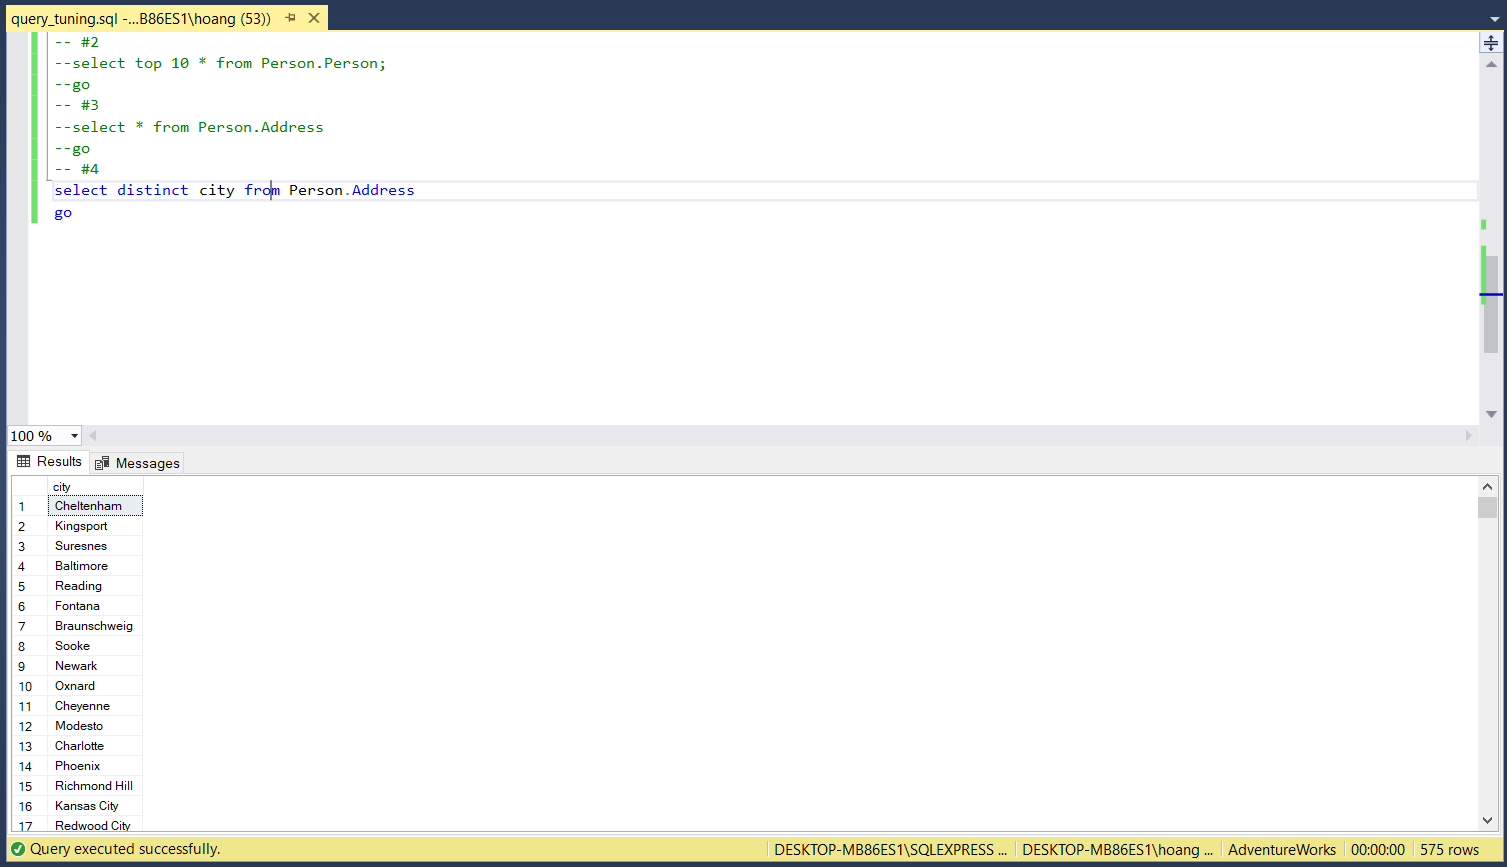 query_tuning.sql -...B86ES1\hoang (53))
-- #2
--select top 10 * from Person.Person;
--go
-- #3
--select * from Person.Address
--go
-- #4
select distinct city from Person.Address
go
100 %
Results Messages
city
1 Cheltenham
2 Kingsport
3 Suresnes
4 Baltimore
5 Reading
6 Fontana
7 Braunschweig
8 Sooke
9 Newark
10 Oxnard
11 Cheyenne
12 Modesto
13 Charlotte
14 Phoenix
15 Richmond Hill
16 Kansas City
17 Redwood City
Query executed successfully. DESKTOP-MB86ES1\SQLEXPRESS ... DESKTOP-MB86ES1\hoang ... AdventureWorks 00:00:00 575 rows